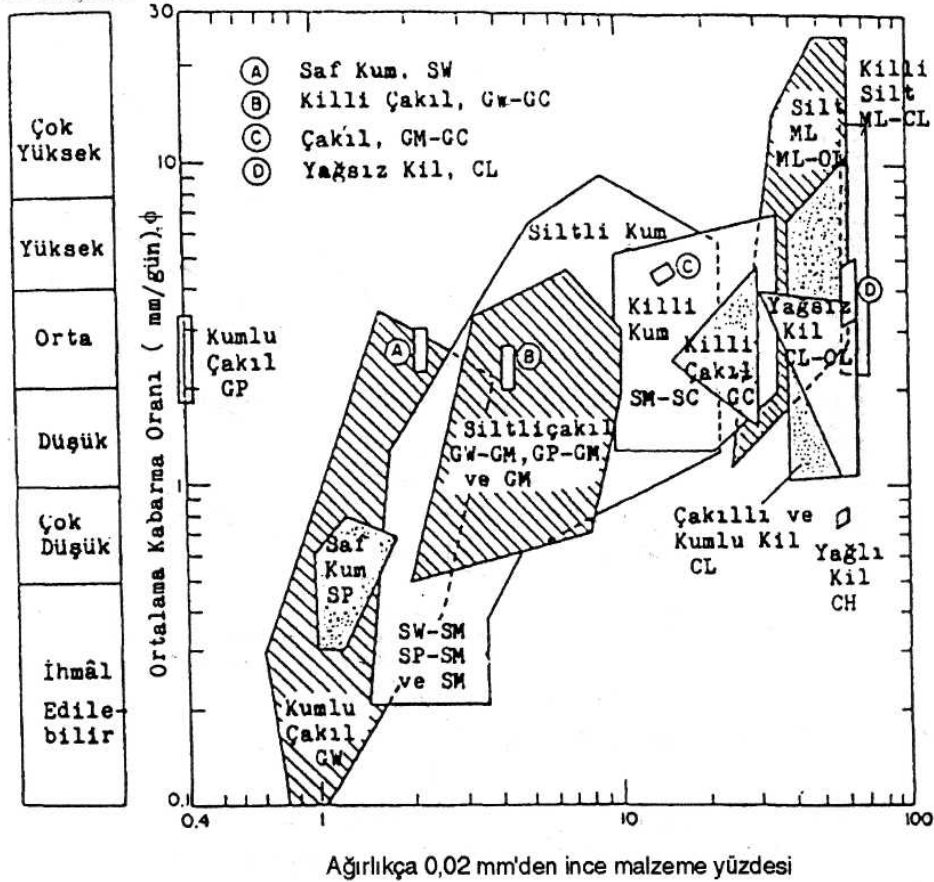 Çok
Yüksek
Yüksek
Orta
Düşük
Çok
Düşük
İhmâl
Edile-
bilir
Ortalama Kabarma Oranı ( mm/gün).ϕ
30
10
1
0.1
0.4
1
10
100
Ağırlıkça 0,02 mm'den ince malzeme yüzdesi
A Saf Kum, SW
B Killi Çakıl, Gw-GC
C Çakıl, GM-GC
D Yağsız Kil, CL
Kumlu
Çakıl
GP
A
B
C
D
Siltli Kum
Silt
ML
ML-OL
Killi
Silt
ML-CL
Killi
Kum
SM-SC
Killi
Çakıl
GC
Yağsız
Kil
CL-OL
Siltliçakıl
GW-GM,GP-GM
ve GM
Saf
Kum
SP
SW-SM
SP-SM
ve SM
Kumlu
Çakıl
GW
Çakıllı ve
Kumlu Kil
CL
Yağlı
Kil
CH